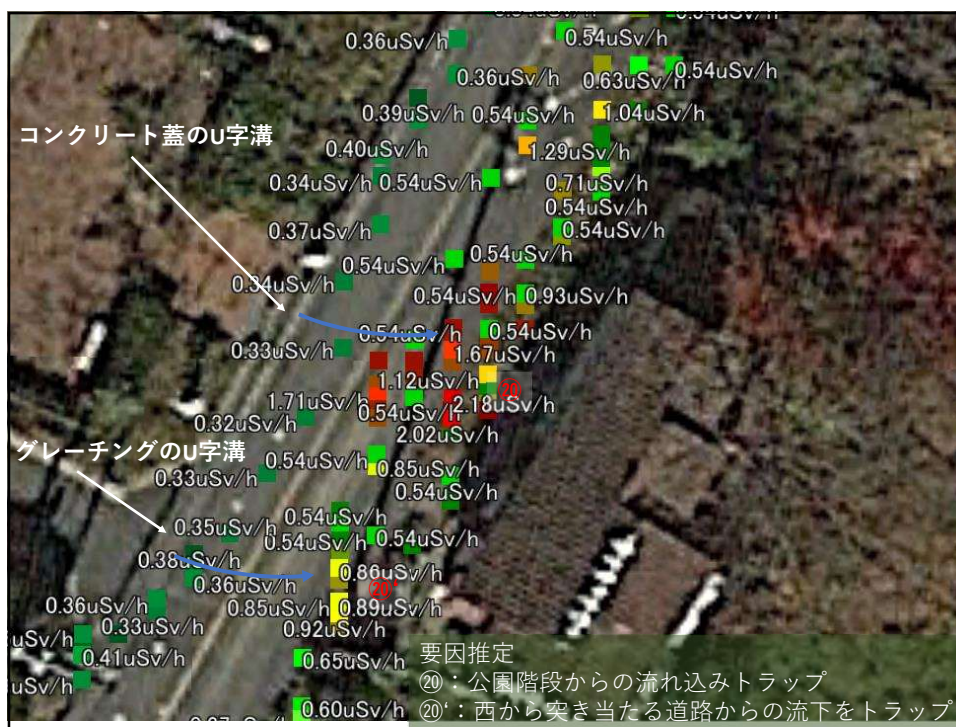 0.36uSv/h
0.54uSv/h
0.36uSv/h
0.63uSv/h
0.54uSv/h
0.39uSv/h
0.54uSv/h
1.04uSv/h
コンクリート蓋のU字溝
0.40uSv/h
1.29uSv/h
0.34uSv/h
0.54uSv/h
0.71uSv/h
0.54uSv/h
0.37uSv/h
0.54uSv/h
0.54uSv/h
0.54uSv/h
0.34uSv/h
0.54uSv/h
0.93uSv/h
0.54uSv/h
0.54uSv/h
0.33uSv/h
1.67uSv/h
1.12uSv/h
⑳
1.71uSv/h
0.54uSv/h
2.18uSv/h
0.32uSv/h
2.02uSv/h
グレーチングのU字溝
0.54uSv/h
0.85uSv/h
0.33uSv/h
0.54uSv/h
0.35uSv/h
0.54uSv/h
0.54uSv/h
0.54uSv/h
0.38uSv/h
0.86uSv/h
0.36uSv/h
⑳'
0.36uSv/h
0.85uSv/h
0.89uSv/h
0.33uSv/h
0.92uSv/h
uSv/h
0.41uSv/h
0.65uSv/h
uSv/h
0.60uSv/h
要因推定
⑳：公園階段からの流れ込みトラップ
⑳‘：西から突き当たる道路からの流下をトラップ